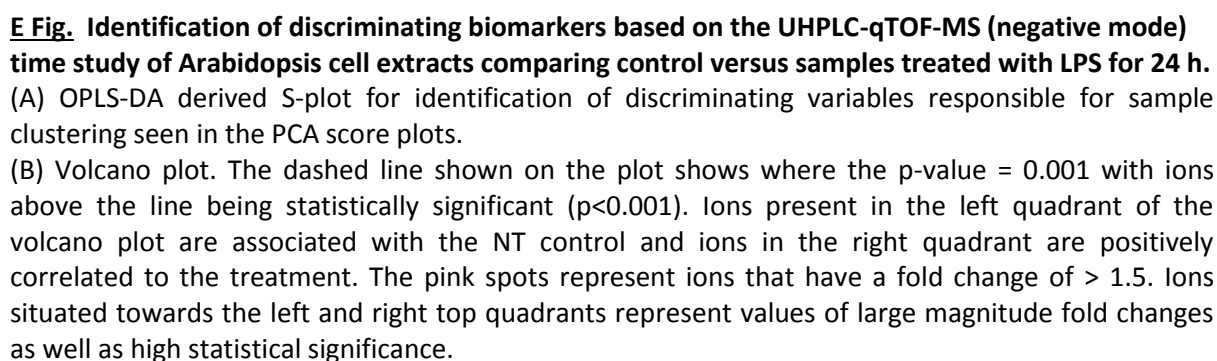 E Fig. Identification of discriminating biomarkers based on the UHPLC-qTOF-MS (negative mode)
time study of Arabidopsis cell extracts comparing control versus samples treated with LPS for 24 h.
(A) OPLS-DA derived S-plot for identification of discriminating variables responsible for sample
clustering seen in the PCA score plots.
(B) Volcano plot. The dashed line shown on the plot shows where the p-value = 0.001 with ions
above the line being statistically significant (p<0.001). Ions present in the left quadrant of the
volcano plot are associated with the NT control and ions in the right quadrant are positively
correlated to the treatment. The pink spots represent ions that have a fold change of > 1.5. Ions
situated towards the left and right top quadrants represent values of large magnitude fold changes
as well as high statistical significance.